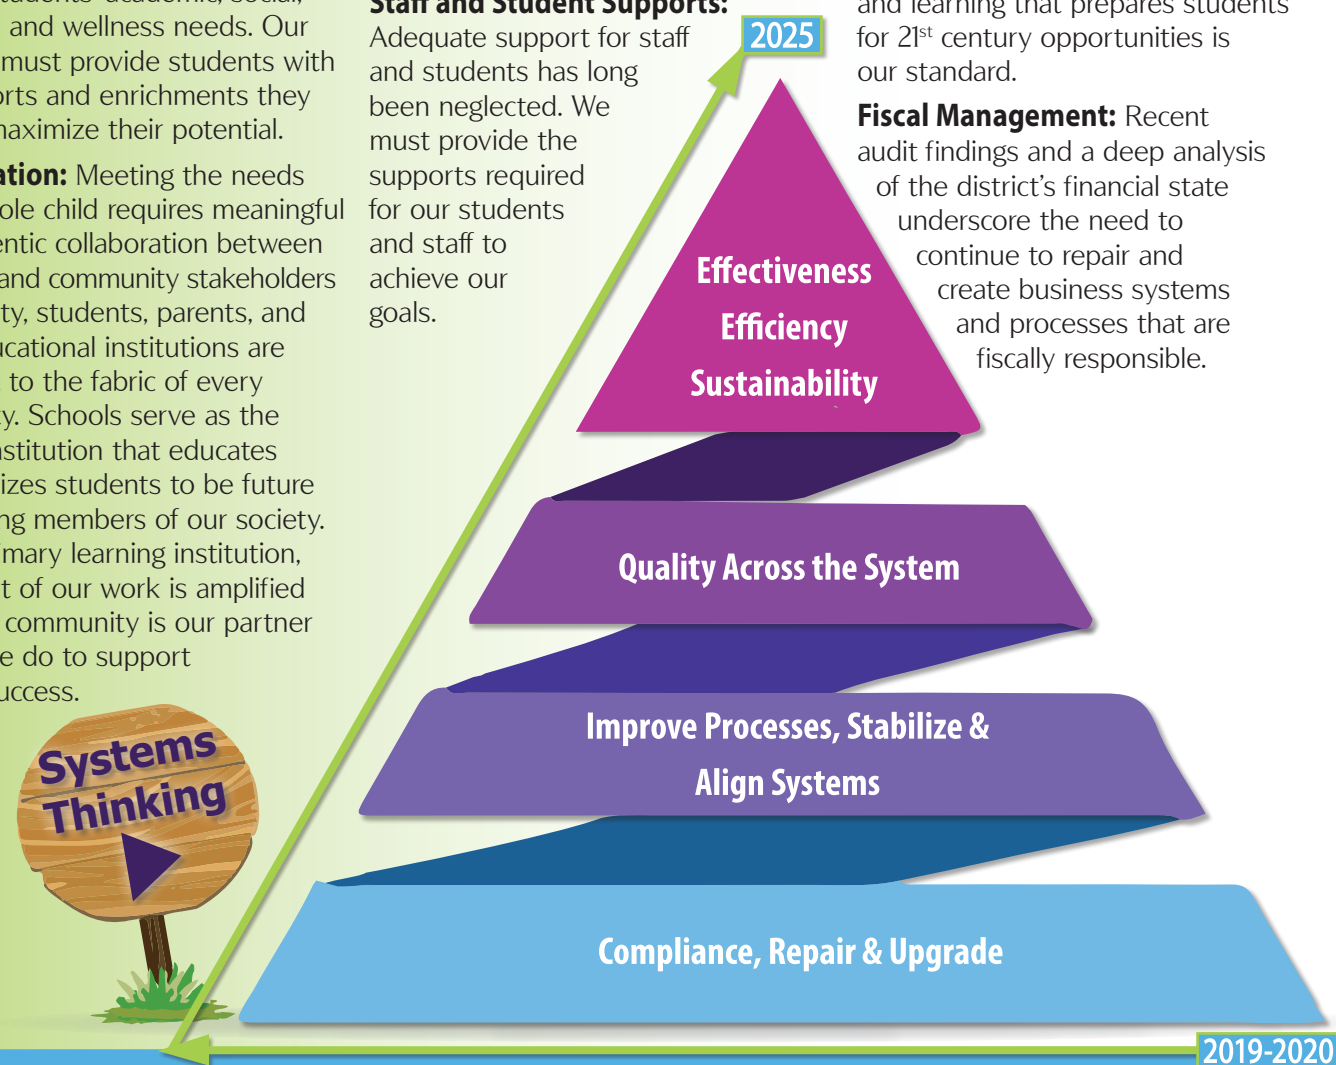 and wellness needs. Our
must provide students with
orts and enrichments they
maximize their potential.
ation: Meeting the needs
ole child requires meaningful
entic collaboration between
and community stakeholders
ty, students, parents, and
ucational institutions are
to the fabric of every
ty. Schools serve as the
nstitution that educates
izes students to be future
ng members of our society.
imary learning institution,
t of our work is amplified
community is our partner
e do to support
uccess.
Systems
Thinking
Staff and Student Supports:
Adequate support for staff
and students has long
been neglected. We
must provide the
supports required
for our students
and staff to
achieve our
goals.
2025
and learning that prepares students
for 21st century opportunities is
our standard.
Fiscal Management: Recent
audit findings and a deep analysis
of the district’s financial state
underscore the need to
continue to repair and
create business systems
and processes that are
fiscally responsible.
Effectiveness
Efficiency
Sustainability
Quality Across the System
Improve Processes, Stabilize &
Align Systems
Compliance, Repair & Upgrade
2019-2020